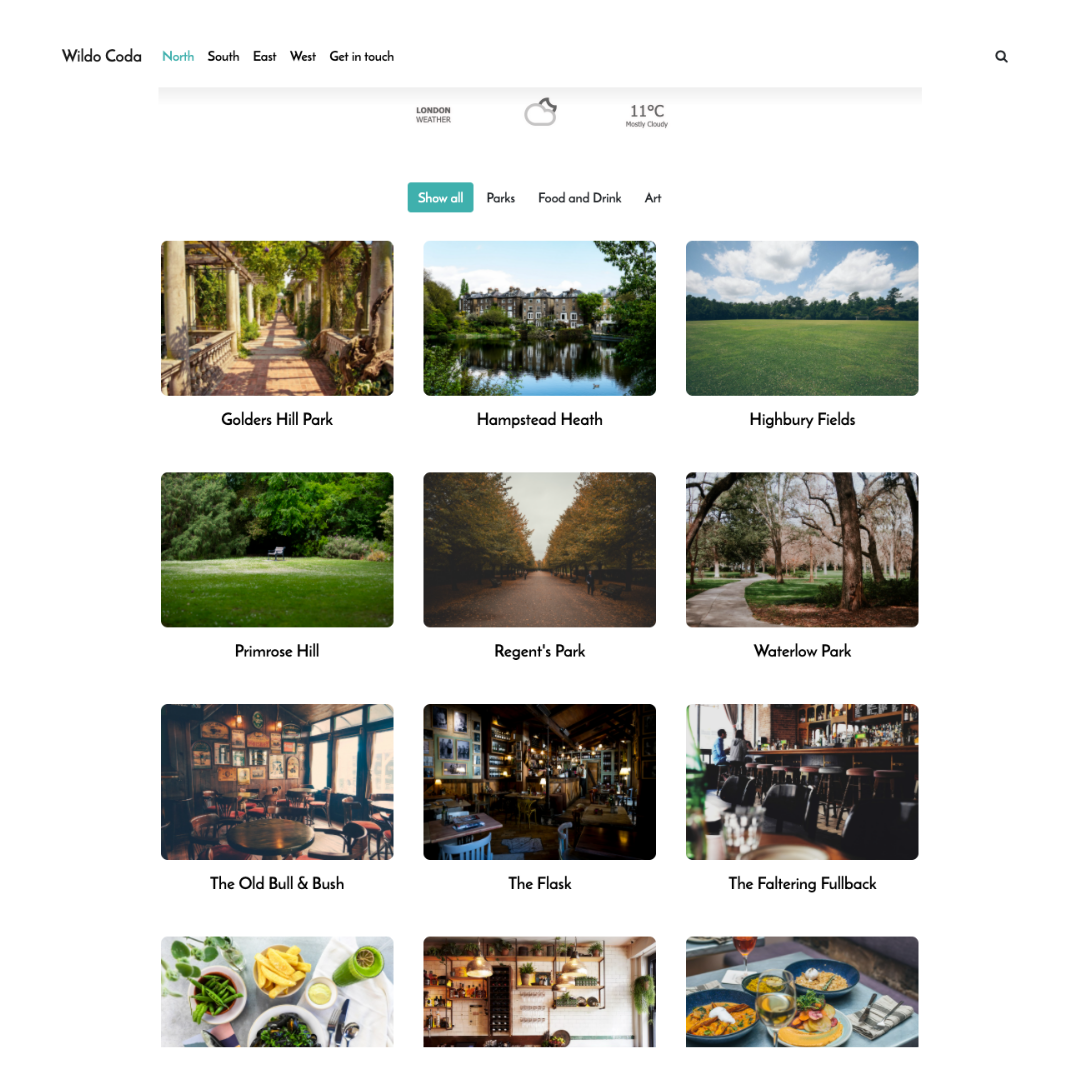 Wildo Coda North South East West Get in touch
LONDON
WEATHER
11°C
Mostly Cloudy
Show all Parks Food and Drink Art
Golders Hill Park Hampstead Heath Highbury Fields
Primrose Hill Regent's Park Waterlow Park
The Old Bull & Bush The Flask The Faltering Fullback